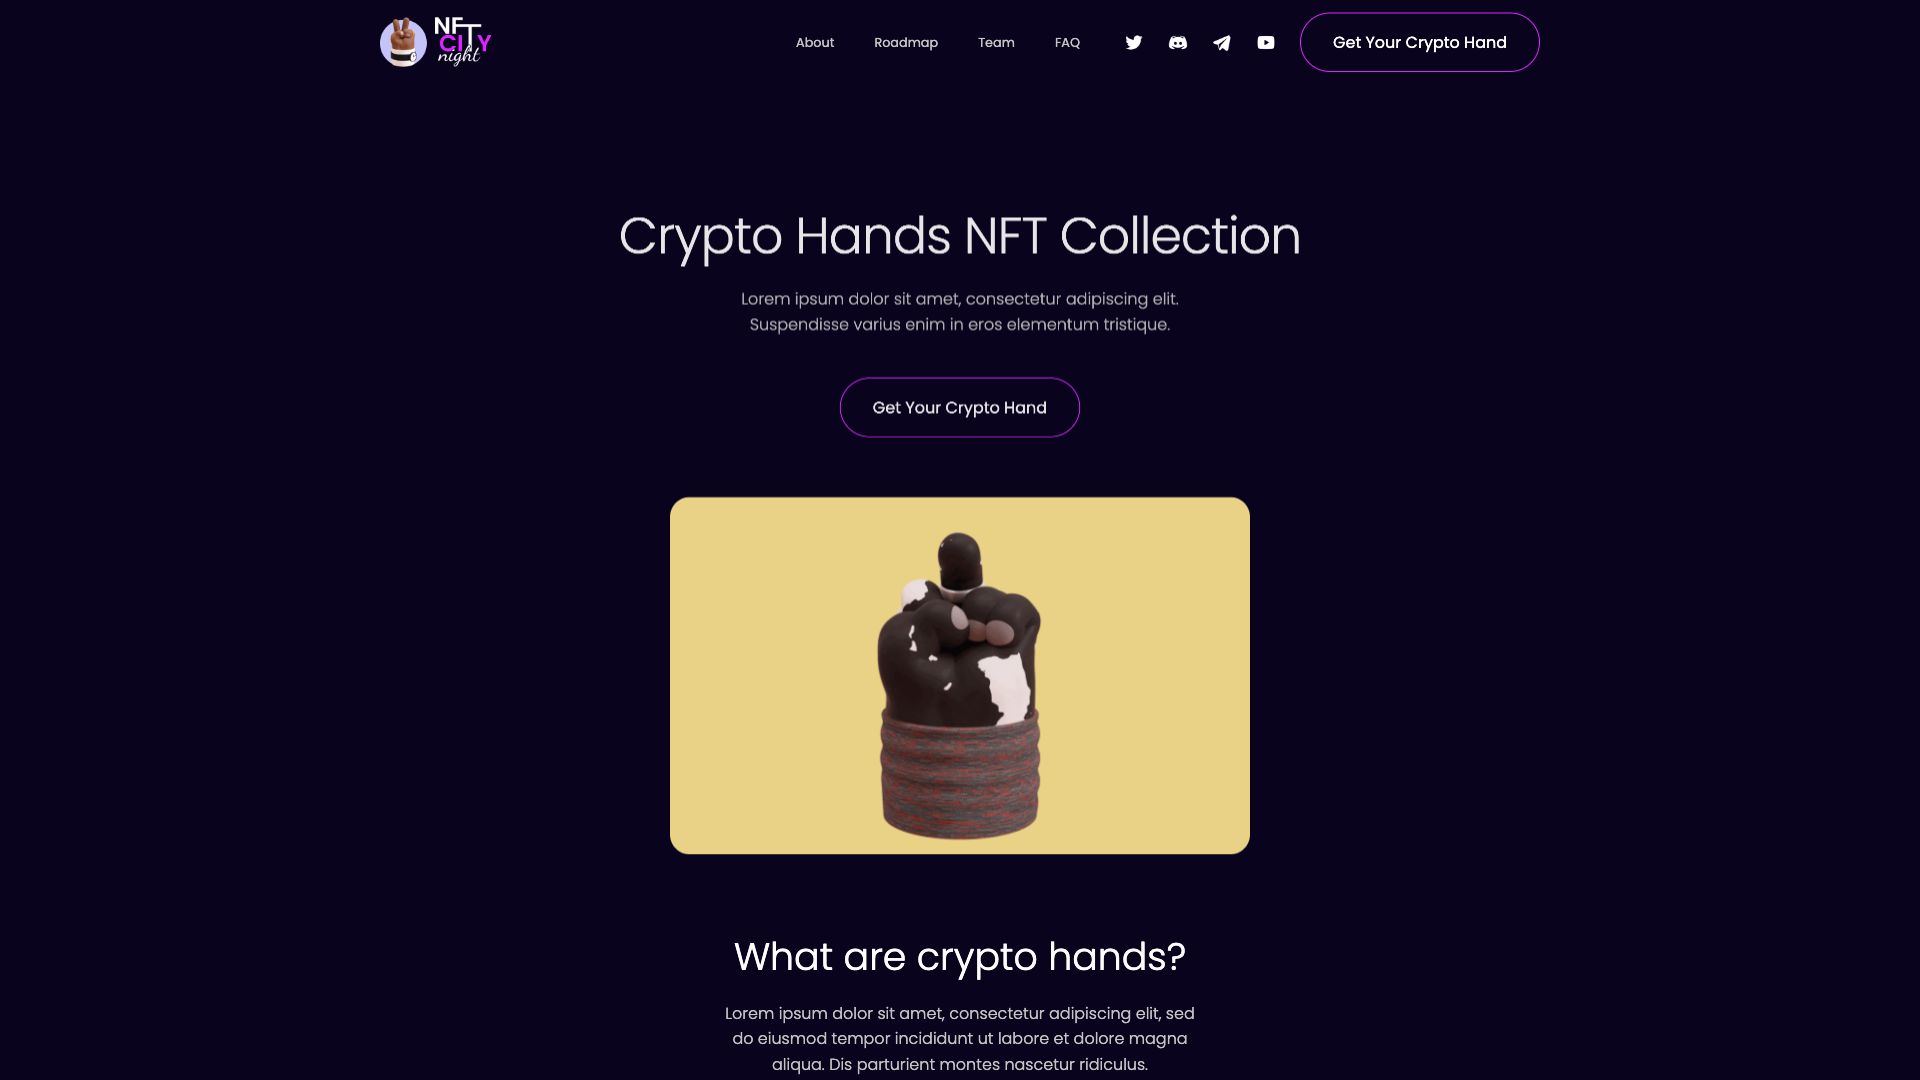 NFT
CITY
night
About
Roadmap
Team
FAQ
Get Your Crypto Hand
Crypto Hands NFT Collection
Lorem ipsum dolor sit amet, consectetur adipiscing elit.
Suspendisse varius enim in eros elementum tristique.
Get Your Crypto Hand
What are crypto hands?
Lorem ipsum dolor sit amet, consectetur adipiscing elit, sed
do eiusmod tempor incididunt ut labore et dolore magna
aliqua. Dis parturient montes nascetur ridiculus.